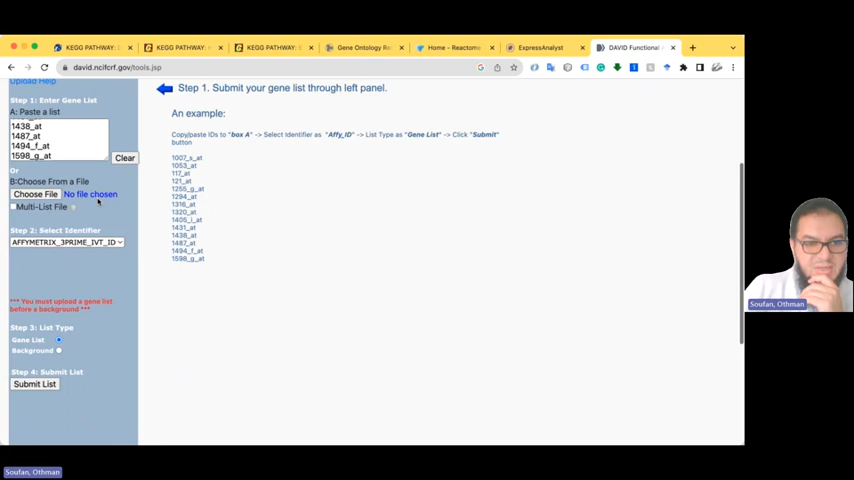 KEGG PATHWAY: D
KEGG PATHWAY:
KEGG PATHWAY: E
Gene Ontology Re
Home - Reactome
ExpressAnalyst
DAVID Functional A
david.ncifcrf.gov/tools.jsp
Upload Help
Step 1: Enter Gene List
A: Paste a list
1438_at
1487_at
1494_f_at
1598_g_at
Clear
Or
B:Choose From a File
Choose File No file chosen
Multi-List File
Step 2: Select Identifier
AFFYMETRIX_3PRIME_IVT_ID
*** You must upload a gene list
before a background ***
Step 3: List Type
Gene List
Background
Step 4: Submit List
Submit List
Step 1. Submit your gene list through left panel.
An example:
Copy/paste IDs to "box A" -> Select Identifier as "Affy_ID" -> List Type as "Gene List" -> Click "Submit"
button
1007_s_at
1053_at
117_at
121_at
1255_g_at
1294_at
1316_at
1320_at
1405_i_at
1431_at
1438_at
1487_at
1494_f_at
1598_g_at
Soufan, Othman
Soufan, Othman